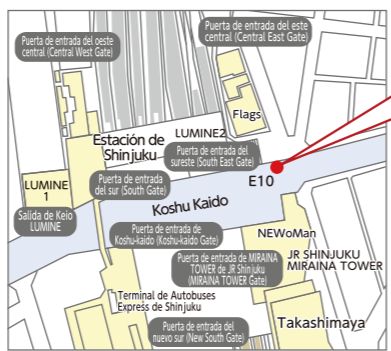 Puerta de entrada del oeste
central (Central West Gate)
Puerta de entrada del este
central (Central East Gate)
Flags
Estación de
Shinjuku
LUMINE2
Puerta de entrada del
sureste (South East Gate)
E10
Puerta de entrada
del sur (South Gate)
LUMINE
1
Salida de Keio
LUMINE
Koshu Kaido
Puerta de entrada de
Koshu-kaido (Koshu-kaido Gate)
NEWoMan
JR SHINJUKU
MIRAINA TOWER
Puerta de entrada de MIRAINA
TOWER de JR Shinjuku
(MIRAINA TOWER Gate)
Terminal de Autobuses
Express de Shinjuku
Takashimaya
Puerta de entrada del
nuevo sur (New South Gate)